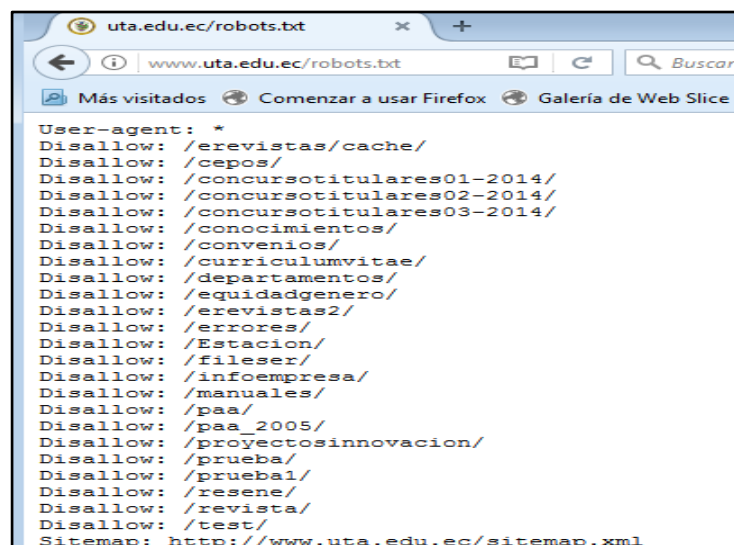 uta.edu.ec/robots.txt
www.uta.edu.ec/robots.txt
Buscar
Más visitados Comenzar a usar Firefox Galería de Web Slice
User-agent: *
Disallow: /erevistas/cache/
Disallow: /cepos/
Disallow: /concursotitulares01-2014/
Disallow: /concursotitulares02-2014/
Disallow: /concursotitulares03-2014/
Disallow: /conocimientos/
Disallow: /convenios/
Disallow: /curriculumvitae/
Disallow: /departamentos/
Disallow: /equidadgenero/
Disallow: /erevistas2/
Disallow: /errores/
Disallow: /Estacion/
Disallow: /fileser/
Disallow: /infoempresa/
Disallow: /manuales/
Disallow: /paa/
Disallow: /paa_2005/
Disallow: /proyectosinnovacion/
Disallow: /prueba/
Disallow: /prueba1/
Disallow: /resene/
Disallow: /revista/
Disallow: /test/
Sitemap: http://www.uta.edu.ec/sitemap.xml